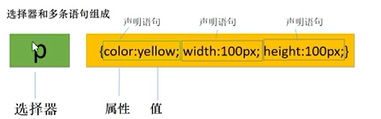 选择器和多条语句组成
声明语句 声明语句 声明语句
p {color:yellow; width:100px; height:100px;}
选择器 属性 值